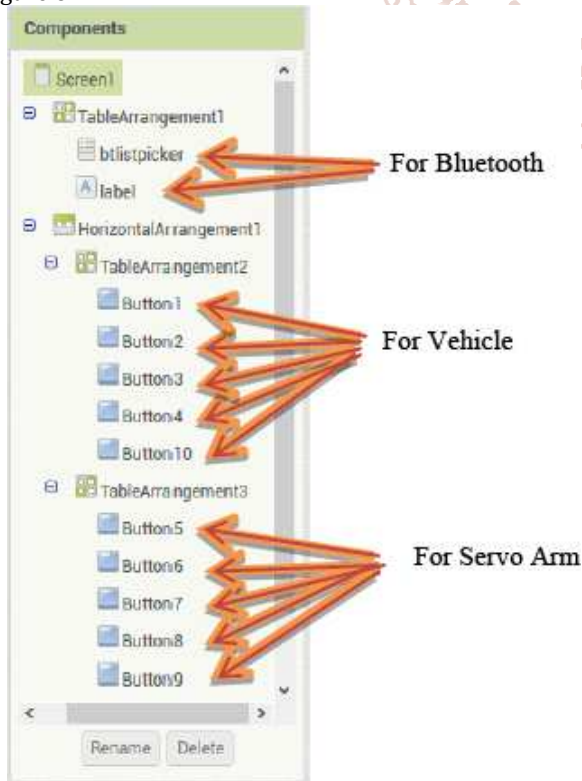 Components
Screen1
TableArrangement1
btlistpicker
For Bluetooth
A label
HorizontalArrangement1
TableArrangement2
Button1
Button2
For Vehicle
Button3
Button4
Button10
TableArrangement3
Button5
Button6
For Servo Arm
Button7
Button8
Button9
Rename Delete